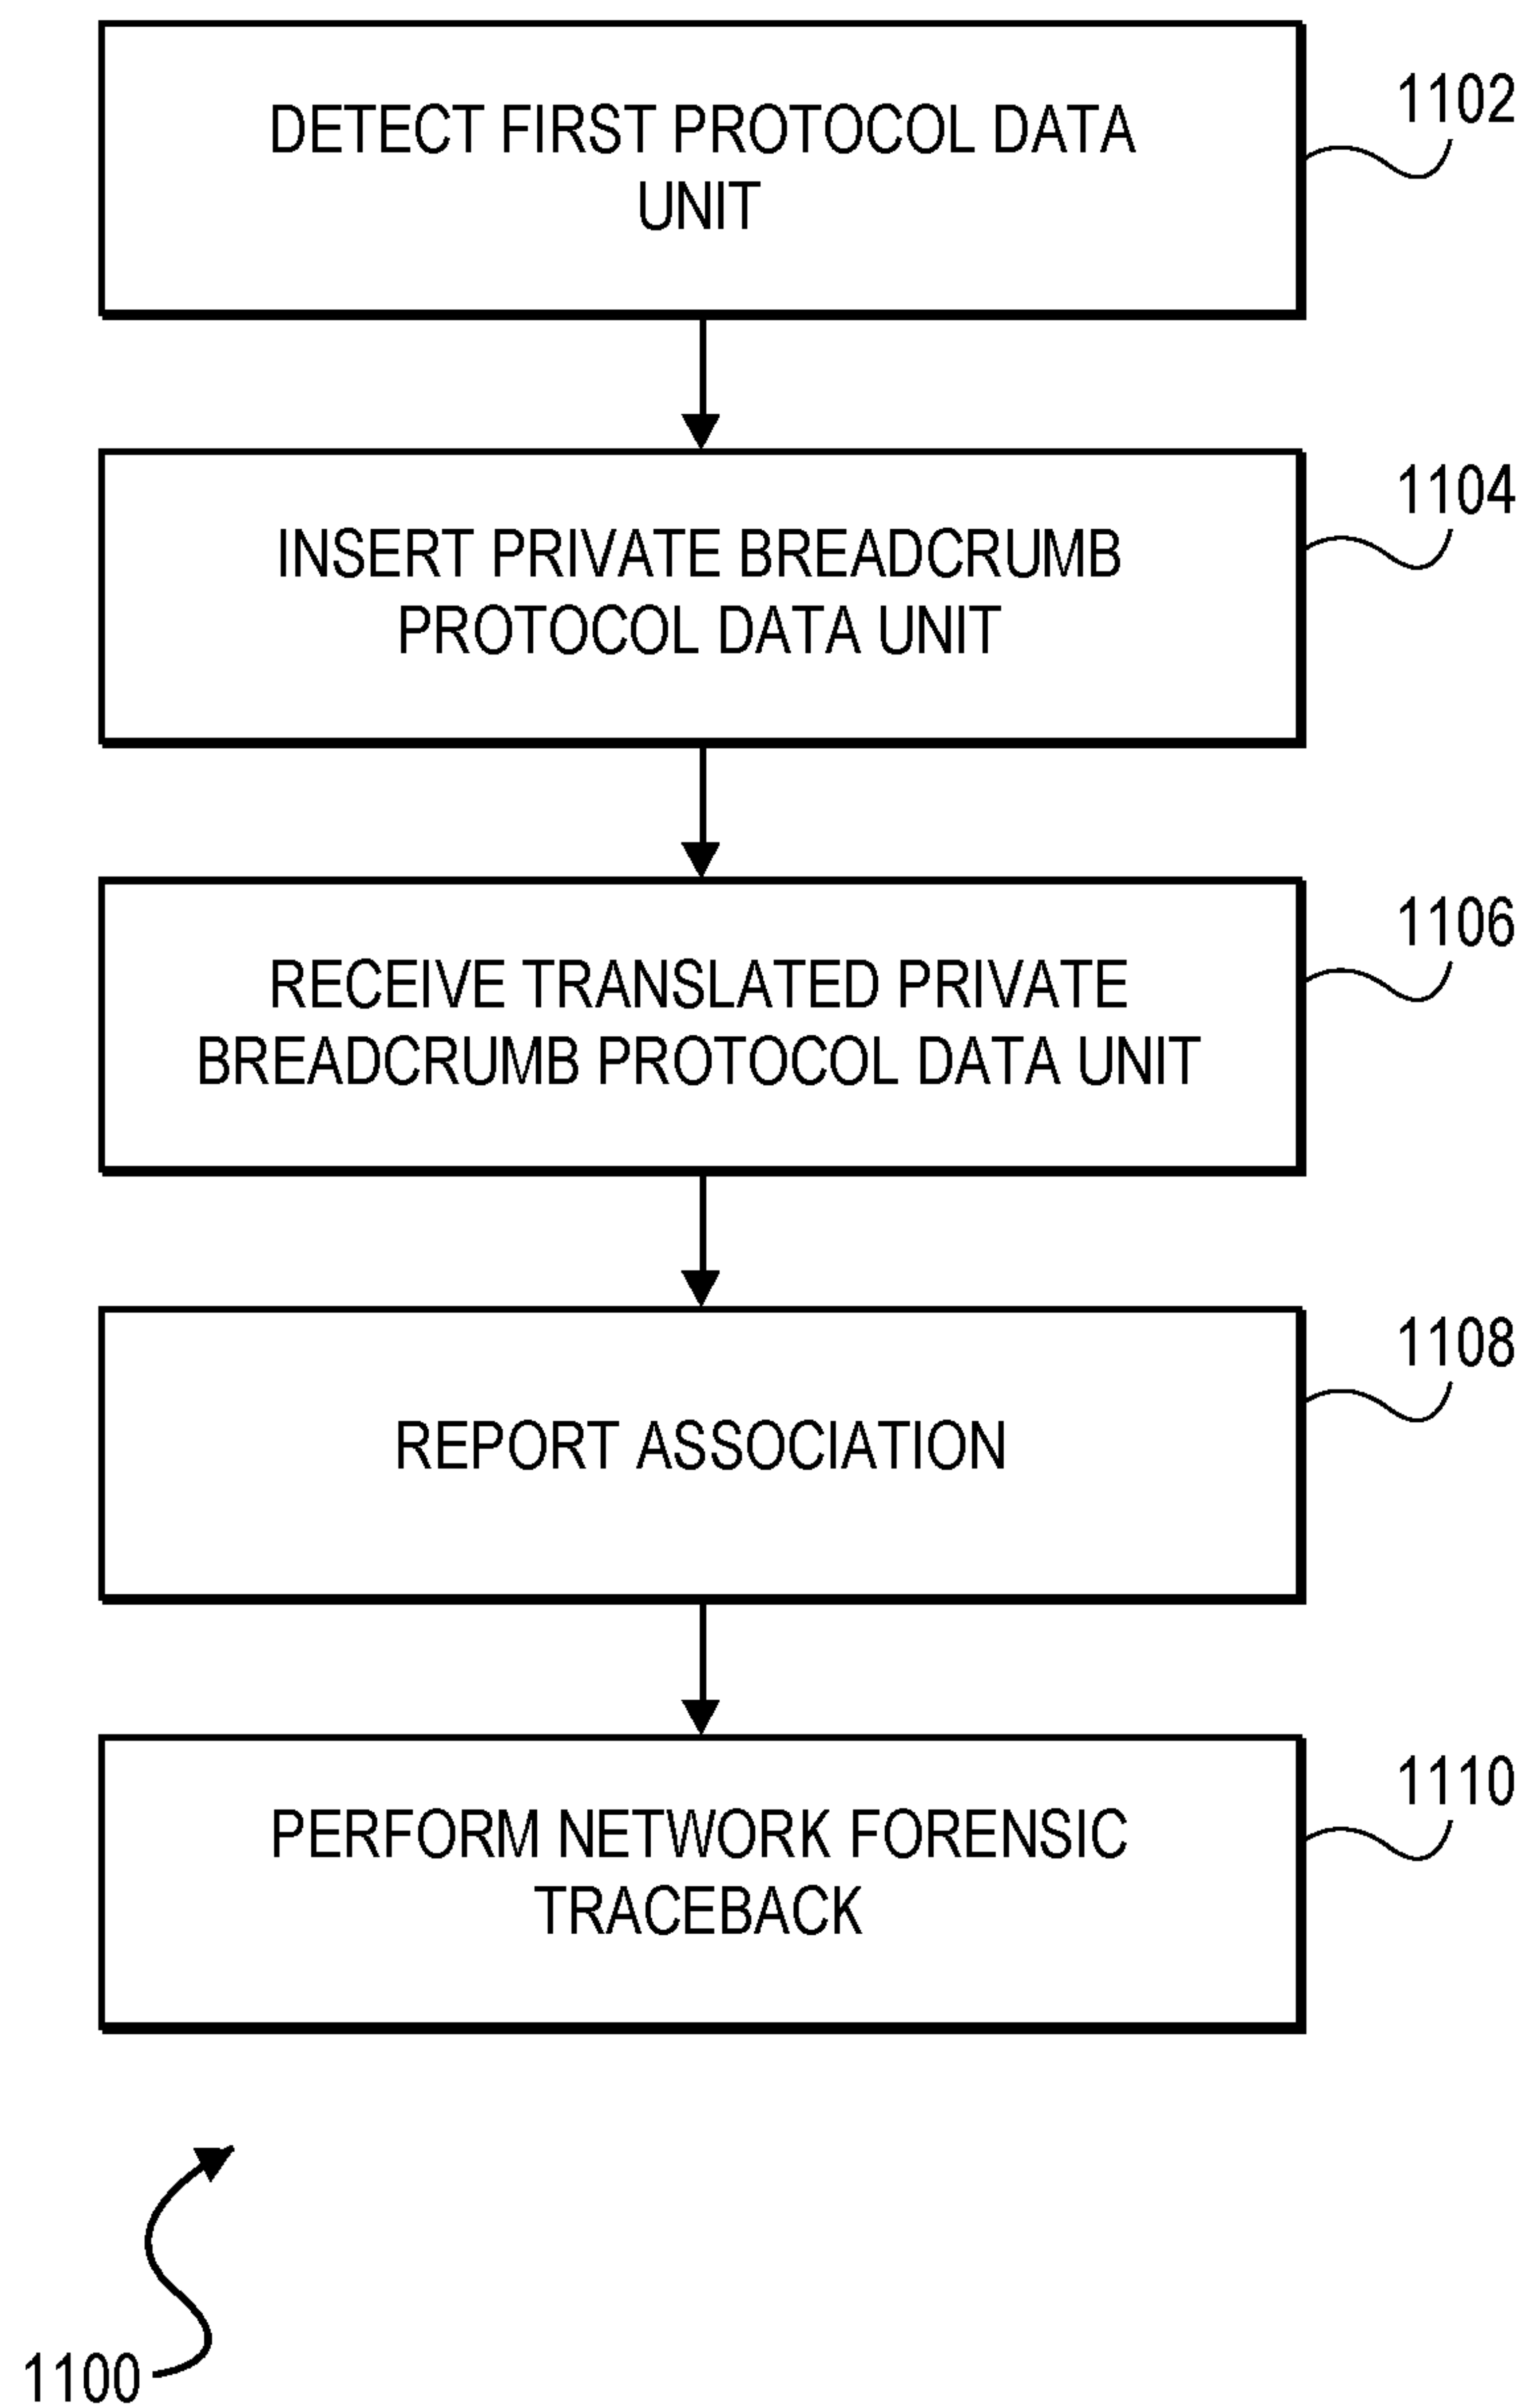 DETECT FIRST PROTOCOL DATA
UNIT
1102
INSERT PRIVATE BREADCRUMB
PROTOCOL DATA UNIT
1104
RECEIVE TRANSLATED PRIVATE
BREADCRUMB PROTOCOL DATA UNIT
1106
REPORT ASSOCIATION
1108
PERFORM NETWORK FORENSIC
TRACEBACK
1110
1100